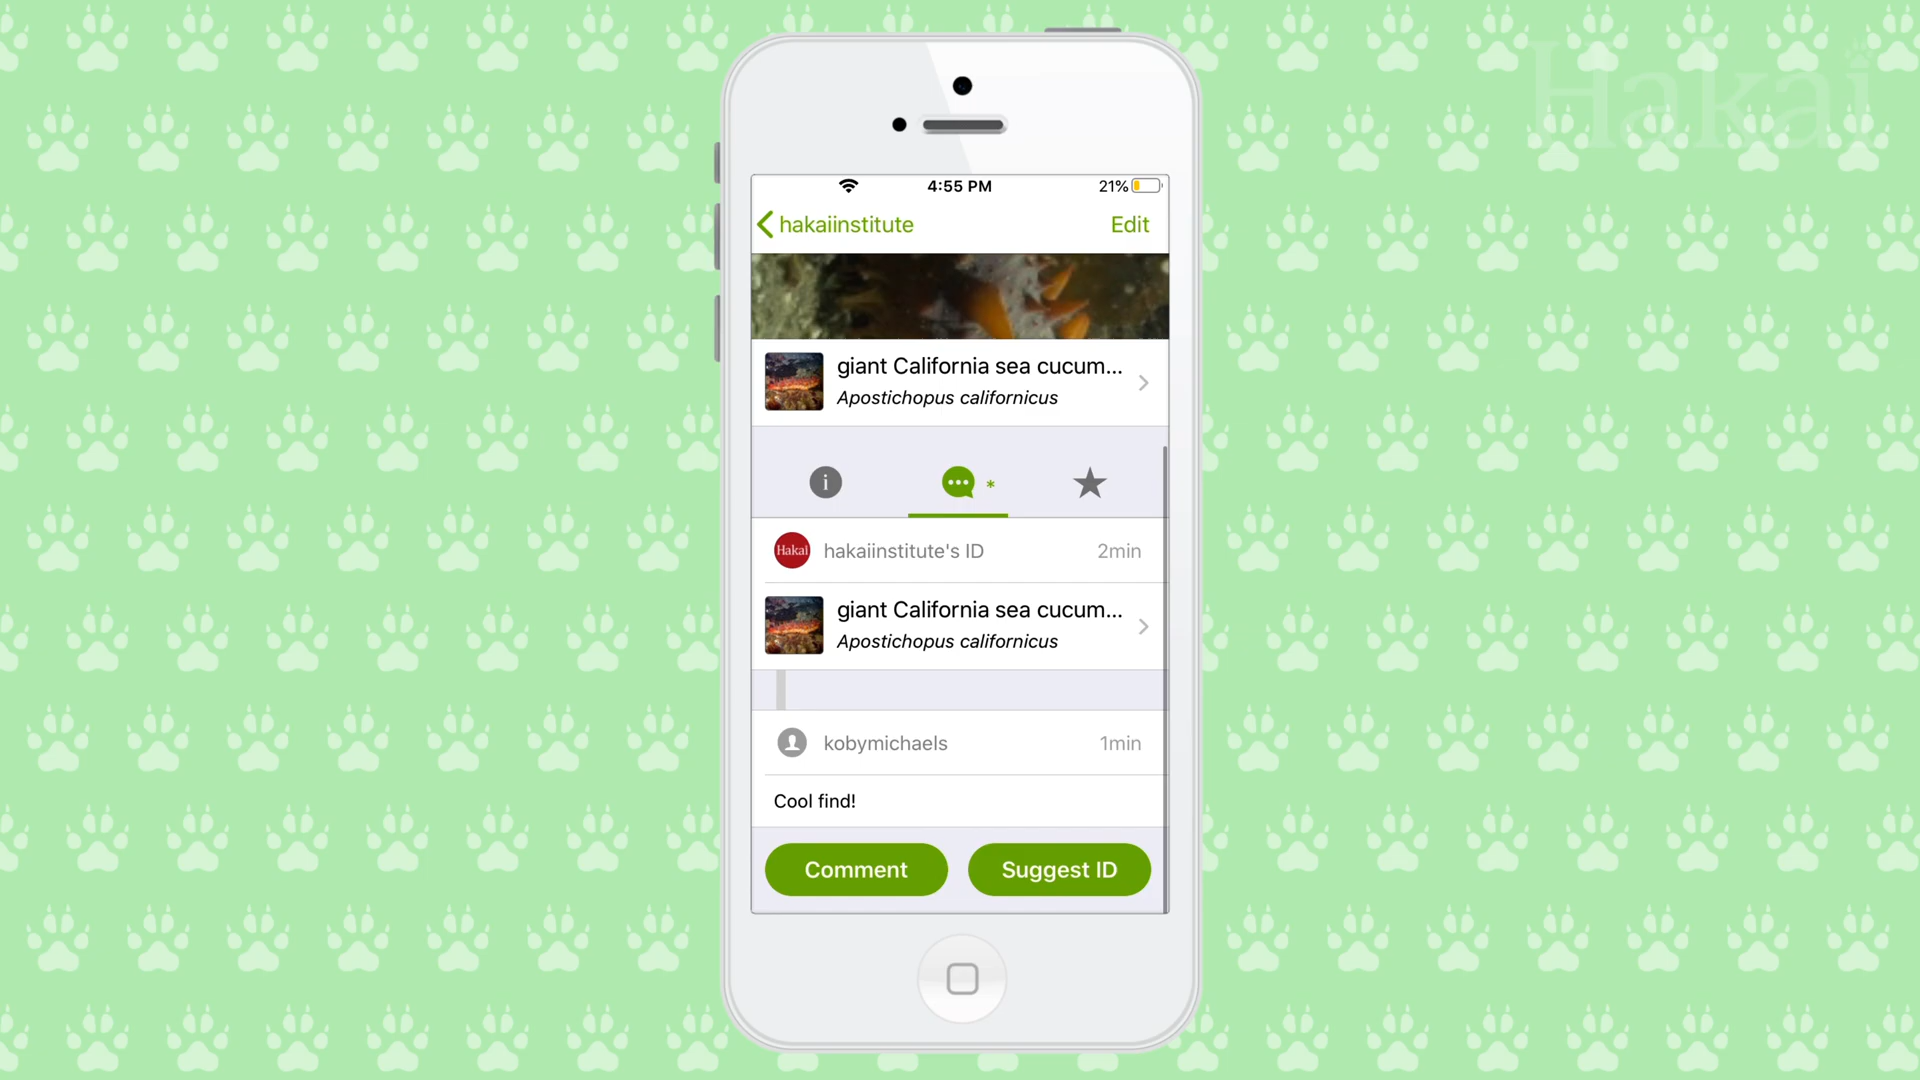 Hakai
4:55 PM
21%
hakaiinstitute
Edit
giant California sea cucum...
Apostichopus californicus
*
Hakai
hakaiinstitute's ID
2min
giant California sea cucum...
Apostichopus californicus
kobymichaels
1min
Cool find!
Comment
Suggest ID